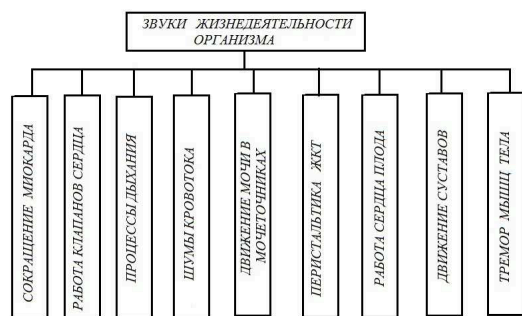 ЗВУКИ ЖИЗНЕДЕЯТЕЛЬНОСТИ
ОРГАНИЗМА
СОКРАЩЕНИЕ МИОКАРДА
РАБОТА КЛАПАНОВ СЕРДЦА
ПРОЦЕССЫ ДЫХАНИЯ
ШУМЫ КРОВОТОКА
ДВИЖЕНИЕ МОЧИ В
МОЧЕТОЧНИКАХ
ПЕРИСТАЛЬТИКА ЖКТ
РАБОТА СЕРДЦА ПЛОДА
ДВИЖЕНИЕ СУСТАВОВ
ТРЕМОР МЫШЦ ТЕЛА